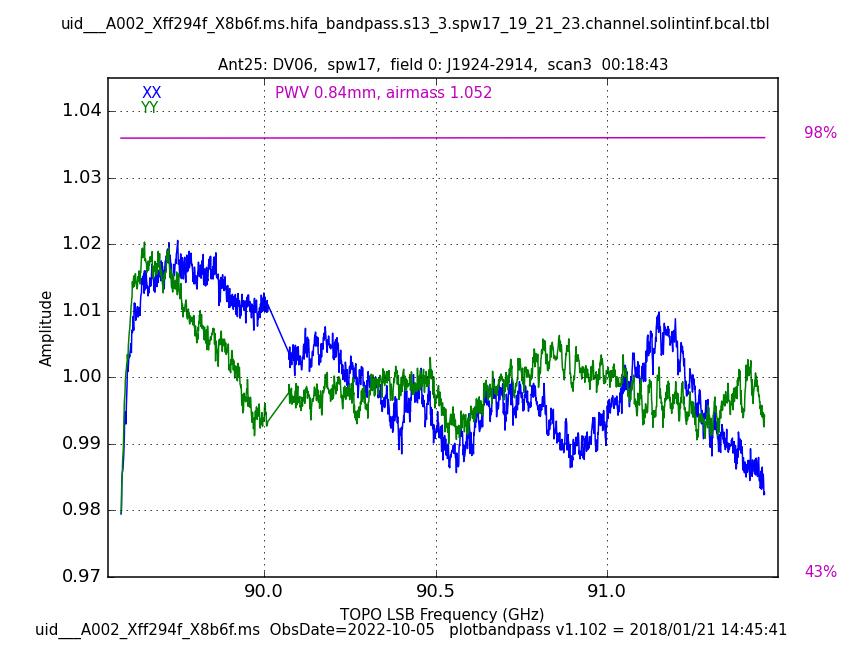 uid___A002_Xff294f_X8b6f.ms.hifa_bandpass.s13_3.spw17_19_21_23.channel.solintinf.bcal.tbl
Ant25: DV06,  spw17,  field 0: J1924-2914,  scan3  00:18:43
XX
PWV 0.84mm, airmass 1.052
YY
1.04
98%
1.03
1.02
1.01
1.00
0.99
0.98
0.97
43%
Amplitude
90.0
90.5
91.0
TOPO LSB Frequency (GHz)
uid___A002_Xff294f_X8b6f.ms  ObsDate=2022-10-05   plotbandpass v1.102 = 2018/01/21 14:45:41